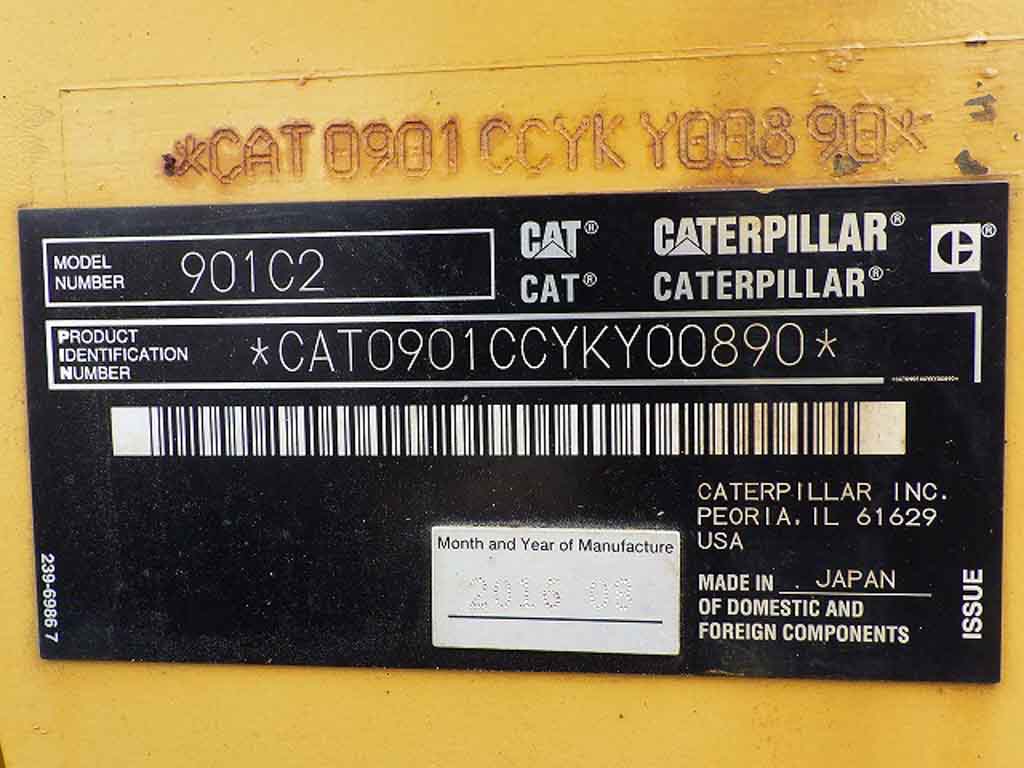 *CAT0901CCYKY00890*
MODEL NUMBER 901C2
CAT® CATERPILLAR® ®
CAT® CATERPILLAR®
PRODUCT IDENTIFICATION NUMBER *CAT0901CCYKY00890*
CATERPILLAR INC.
PEORIA, IL 61629
USA
Month and Year of Manufacture
2016 08
MADE IN JAPAN
OF DOMESTIC AND
FOREIGN COMPONENTS
239-6986 7
ISSUE